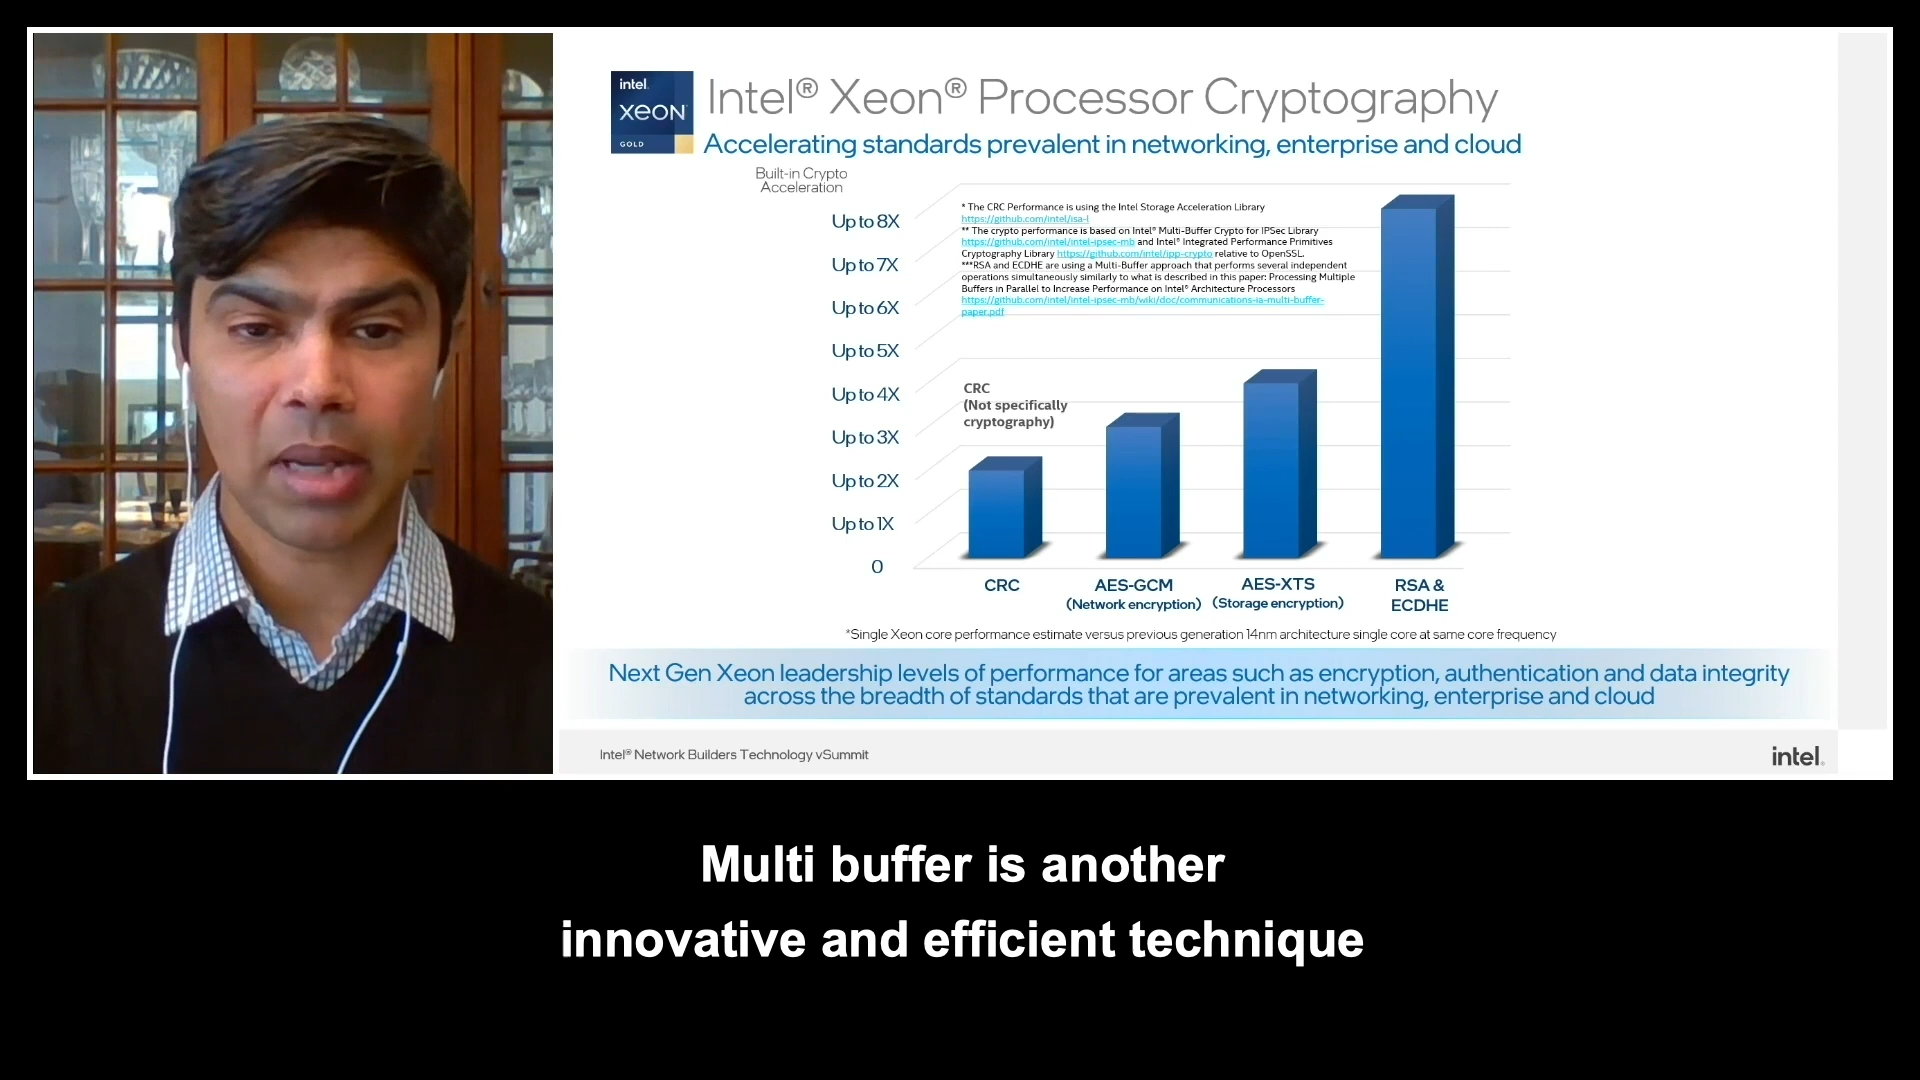 intel.
xeon
GOLD
Intel® Xeon® Processor Cryptography
Accelerating standards prevalent in networking, enterprise and cloud
Built-in Crypto
Acceleration
Up to 8X
Up to 7X
Up to 6X
Up to 5X
Up to 4X
Up to 3X
Up to 2X
Up to 1X
0
* The CRC Performance is using the Intel Storage Acceleration Library
https://github.com/intel/isa-l
** The crypto performance is based on Intel® Multi-Buffer Crypto for IPSec Library
https://github.com/intel/intel-ipsec-mb and Intel® Integrated Performance Primitives
Cryptography Library https://github.com/intel/ipp-crypto relative to OpenSSL.
***RSA and ECDHE are using a Multi-Buffer approach that performs several independent
operations simultaneously similarly to what is described in this paper: Processing Multiple
Buffers in Parallel to Increase Performance on Intel® Architecture Processors
https://github.com/intel/intel-ipsec-mb/wiki/doc/communications-ia-multi-buffer-
paper.pdf
CRC
(Not specifically
cryptography)
CRC
AES-GCM
(Network encryption)
AES-XTS
(Storage encryption)
RSA &
ECDHE
*Single Xeon core performance estimate versus previous generation 14nm architecture single core at same core frequency
Next Gen Xeon leadership levels of performance for areas such as encryption, authentication and data integrity
across the breadth of standards that are prevalent in networking, enterprise and cloud
Intel® Network Builders Technology vSummit
intel.
Multi buffer is another
innovative and efficient technique